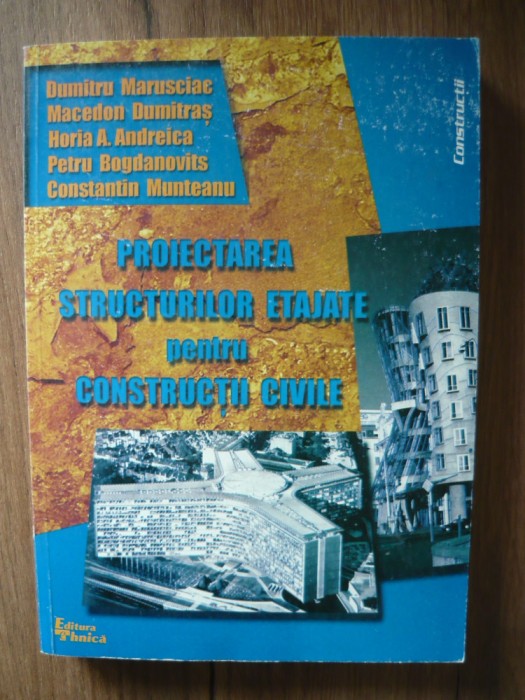 Dumitru Marusciac
Macedon Dumitraș
Horia A. Andreica
Petru Bogdanovits
Constantin Munteanu
Construcții
PROIECTAREA
STRUCTURILOR ETAJATE
pentru
CONSTRUCȚII CIVILE
Editura
Tehnică